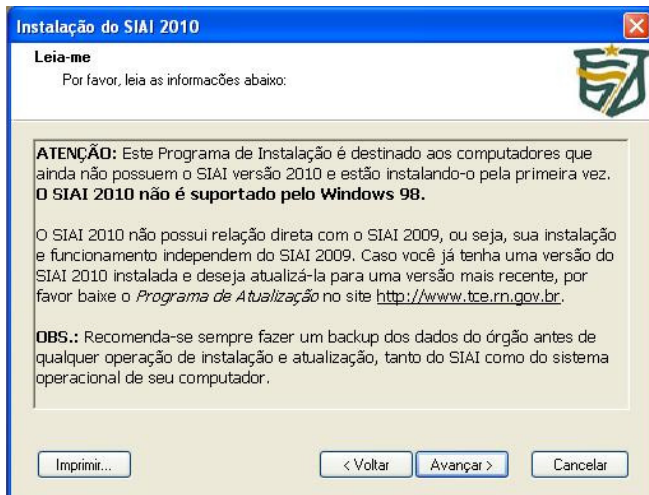 Instalação do SIAI 2010
Leia-me
Por favor, leia as informacões abaixo:
ATENÇÃO: Este Programa de Instalação é destinado aos computadores que
ainda não possuem o SIAI versão 2010 e estão instalando-o pela primeira vez.
O SIAI 2010 não é suportado pelo Windows 98.
O SIAI 2010 não possui relação direta com o SIAI 2009, ou seja, sua instalação
e funcionamento independem do SIAI 2009. Caso você já tenha uma versão do
SIAI 2010 instalada e deseja atualizá-la para uma versão mais recente, por
favor baixe o Programa de Atualização no site http://www.tce.rn.gov.br.
OBS.: Recomenda-se sempre fazer um backup dos dados do órgão antes de
qualquer operação de instalação e atualização, tanto do SIAI como do sistema
operacional de seu computador.
Imprimir...
< Voltar
Avançar >
Cancelar